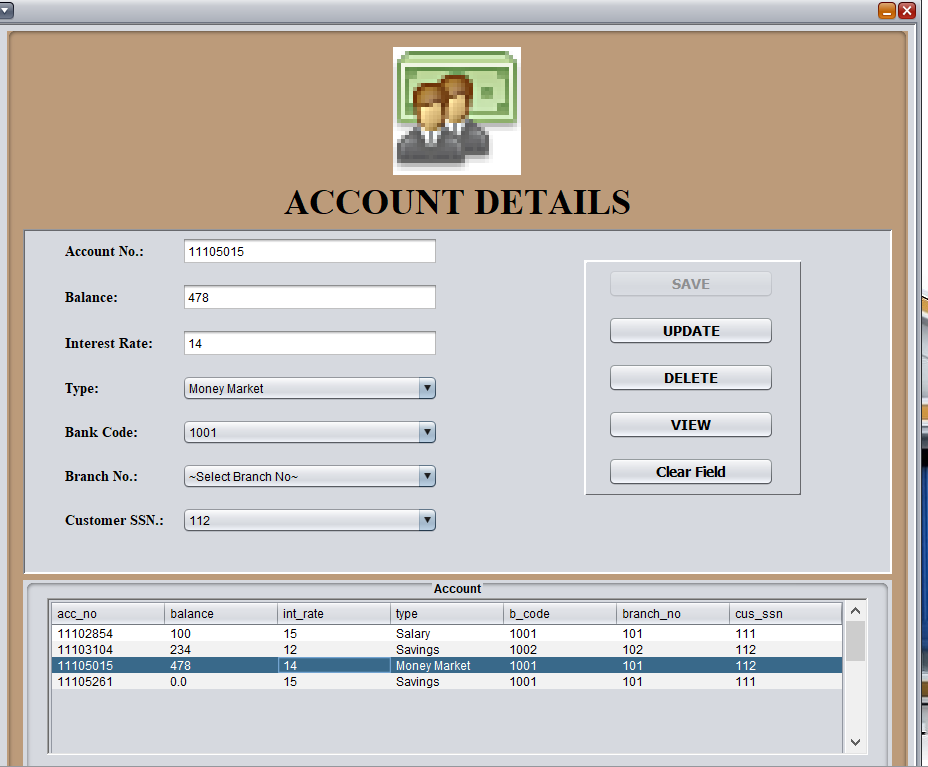 ACCOUNT DETAILS
Account No.: 11105015
Balance: 478
Interest Rate: 14
Type: Money Market
Bank Code: 1001
Branch No.: ~Select Branch No~
Customer SSN.: 112
SAVE
UPDATE
DELETE
VIEW
Clear Field
Account
acc_no balance int_rate type b_code branch_no cus_ssn
11102854 100 15 Salary 1001 101 111
11103104 234 12 Savings 1002 102 112
11105015 478 14 Money Market 1001 101 112
11105261 0.0 15 Savings 1001 101 111